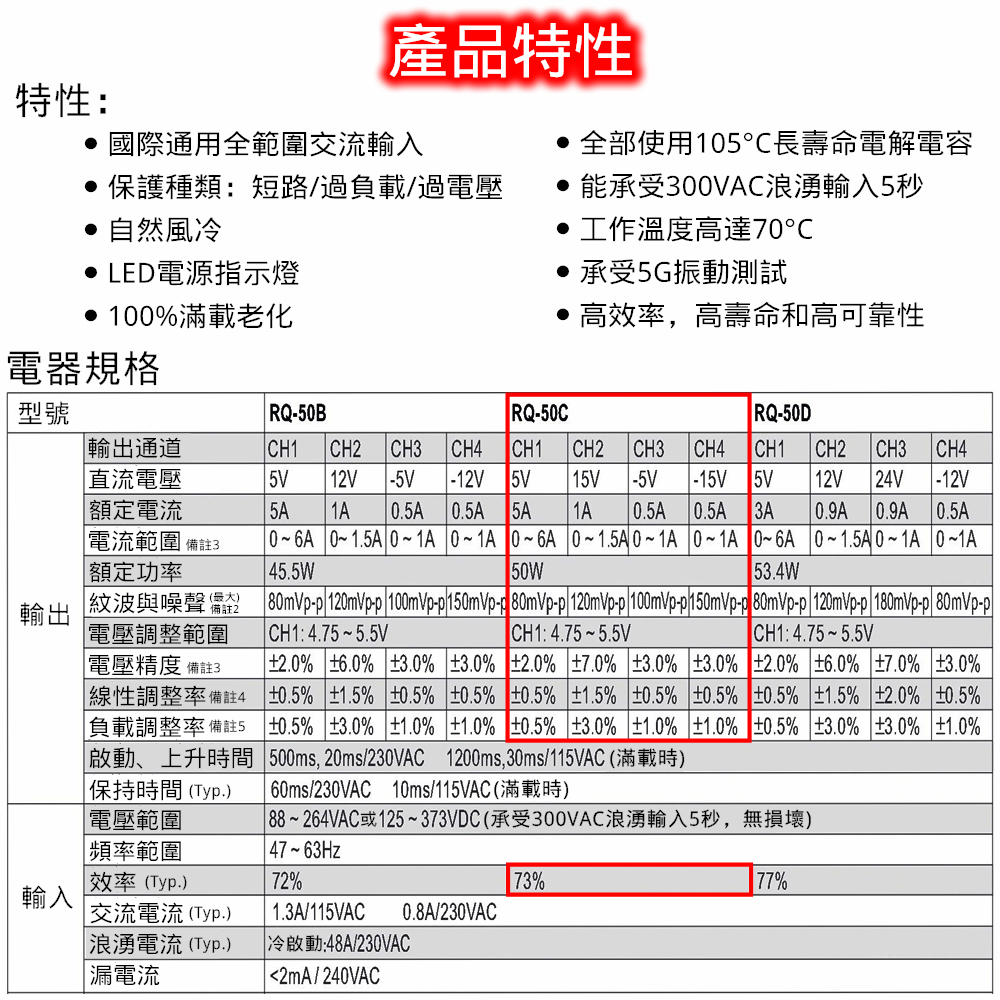 產品特性
特性：
• 國際通用全範圍交流輸入
• 保護種類：短路/過負載/過電壓
• 自然風冷
• LED電源指示燈
• 100%滿載老化
• 全部使用105°C長壽命電解電容
• 能承受300VAC浪湧輸入5秒
• 工作溫度高達70°C
• 承受5G振動測試
• 高效率，高壽命和高可靠性
電器規格
型號 RQ-50B RQ-50C RQ-50D
輸出
輸出通道 CH1 CH2 CH3 CH4 CH1 CH2 CH3 CH4 CH1 CH2 CH3 CH4
直流電壓 5V 12V -5V -12V 5V 15V -5V -15V 5V 12V 24V -12V
額定電流 5A 1A 0.5A 0.5A 5A 1A 0.5A 0.5A 3A 0.9A 0.9A 0.5A
電流範圍 備註3 0~6A 0~1.5A 0~1A 0~1A 0~6A 0~1.5A 0~1A 0~1A 0~6A 0~1.5A 0~1A 0~1A
額定功率 45.5W 50W 53.4W
紋波與噪聲 (最大) 備註2 80mVp-p 120mVp-p 100mVp-p 150mVp-p 80mVp-p 120mVp-p 100mVp-p 150mVp-p 80mVp-p 120mVp-p 180mVp-p 80mVp-p
電壓調整範圍 CH1: 4.75~5.5V CH1: 4.75~5.5V CH1: 4.75~5.5V
電壓精度 備註3 ±2.0% ±6.0% ±3.0% ±3.0% ±2.0% ±7.0% ±3.0% ±3.0% ±2.0% ±6.0% ±7.0% ±3.0%
線性調整率 備註4 ±0.5% ±1.5% ±0.5% ±0.5% ±0.5% ±1.5% ±0.5% ±0.5% ±0.5% ±1.5% ±2.0% ±0.5%
負載調整率 備註5 ±0.5% ±3.0% ±1.0% ±1.0% ±0.5% ±3.0% ±1.0% ±1.0% ±0.5% ±3.0% ±3.0% ±1.0%
啟動、上升時間 500ms, 20ms/230VAC 1200ms,30ms/115VAC (滿載時)
保持時間 (Typ.) 60ms/230VAC 10ms/115VAC (滿載時)
輸入
電壓範圍 88~264VAC或125~373VDC (承受300VAC浪湧輸入5秒，無損壞)
頻率範圍 47~63Hz
效率 (Typ.) 72% 73% 77%
交流電流 (Typ.) 1.3A/115VAC 0.8A/230VAC
浪湧電流 (Typ.) 冷啟動:48A/230VAC
漏電流 <2mA / 240VAC